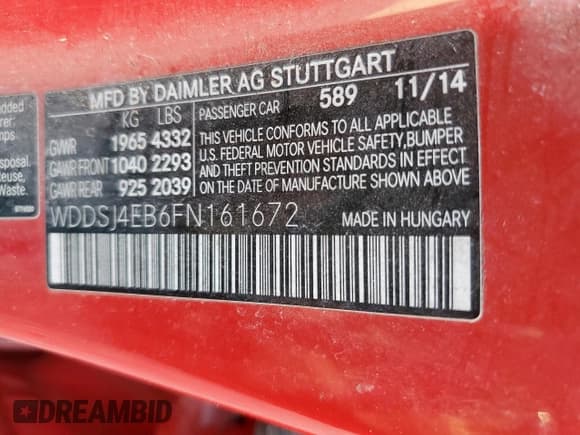 MFD BY DAIMLER AG STUTTGART
KG LBS PASSENGER CAR 589 11/14
GVWR 1965 4332
GAWR FRONT 1040 2293
GAWR REAR 925 2039
THIS VEHICLE CONFORMS TO ALL APPLICABLE
U.S. FEDERAL MOTOR VEHICLE SAFETY, BUMPER
AND THEFT PREVENTION STANDARDS IN EFFECT
ON THE DATE OF MANUFACTURE SHOWN ABOVE.
WDDSJ4EB6FN161672 MADE IN HUNGARY
DREAMBID